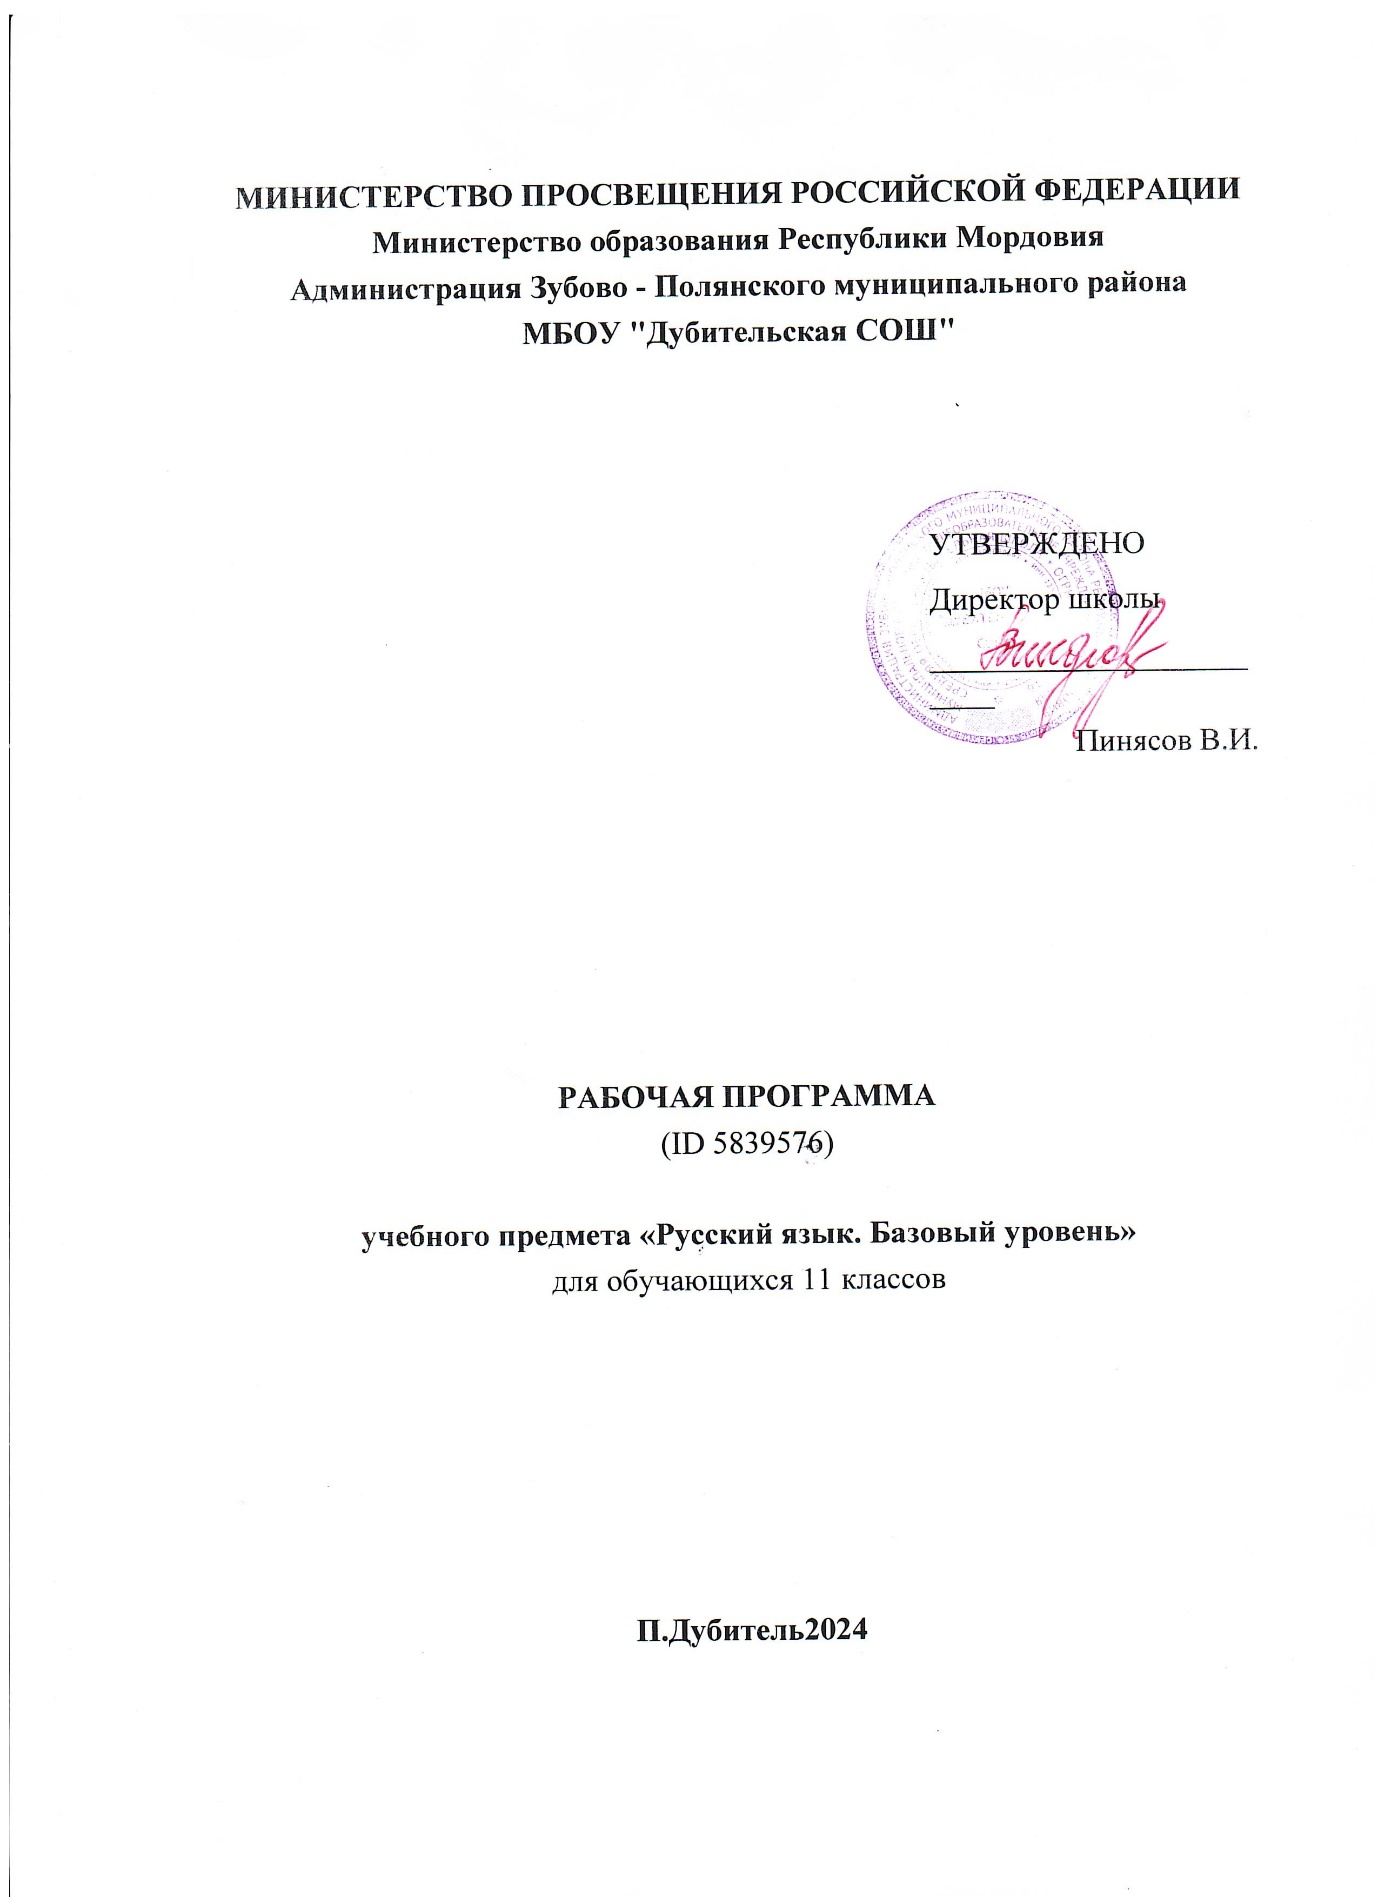 МИНИСТЕРСТВО ПРОСВЕЩЕНИЯ РОССИЙСКОЙ ФЕДЕРАЦИИ
Министерство образования Республики Мордовия
Администрация Зубово - Полянского муниципального района
МБОУ "Дубительская СОШ"
УТВЕРЖДЕНО
Директор школы
Пинясов В.И.
РАБОЧАЯ ПРОГРАММА
(ID 5839576)
учебного предмета «Русский язык. Базовый уровень»
для обучающихся 11 классов
П.Дубитель2024